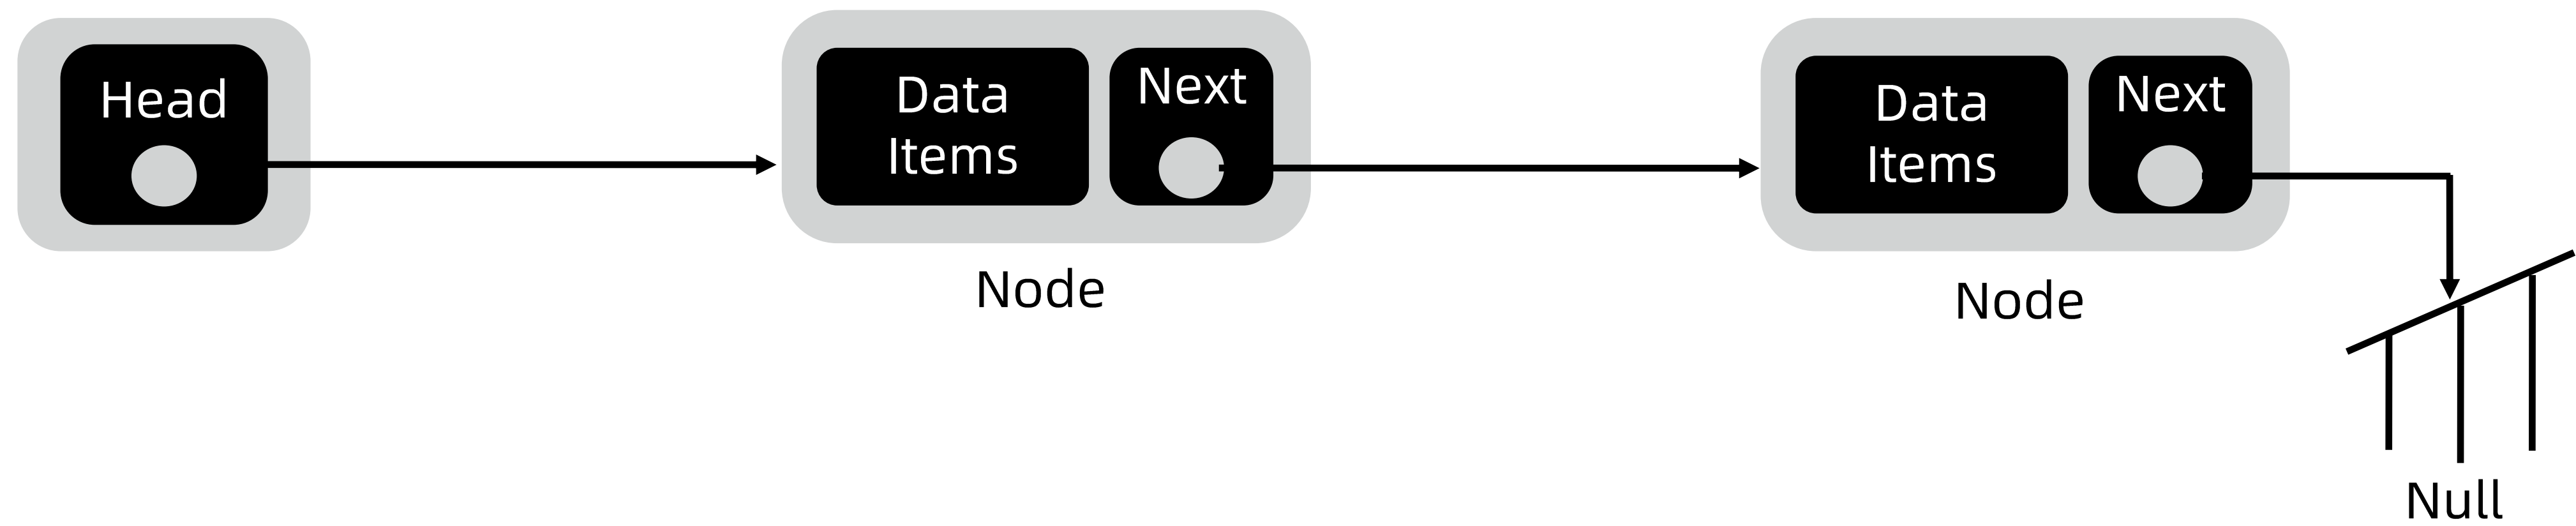 Head
Data
Items
Next
Node
Data
Items
Next
Node
Null